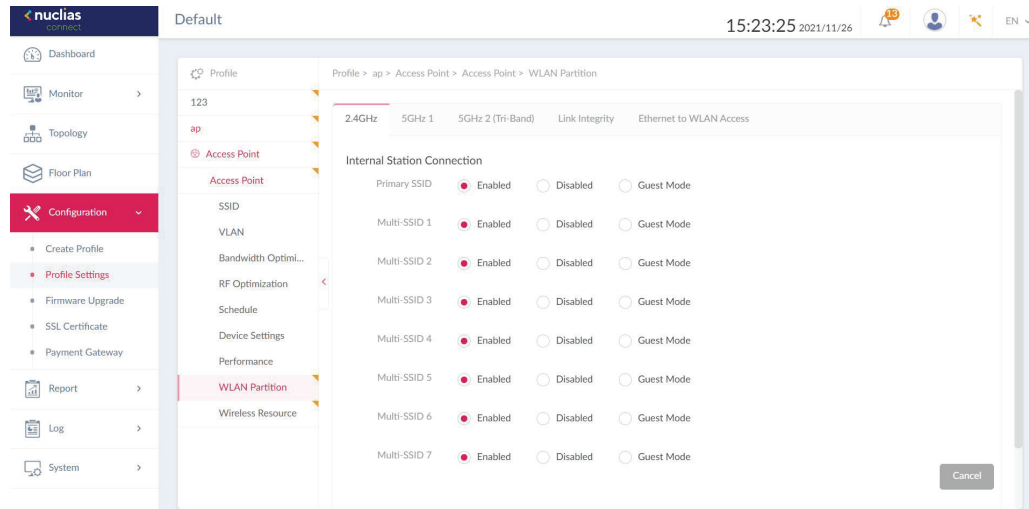 nuclias
connect
Default
15:23:25 2021/11/26
13
EN
Dashboard
Monitor
Topology
Floor Plan
Configuration
Create Profile
Profile Settings
Firmware Upgrade
SSL Certificate
Payment Gateway
Report
Log
System
Profile
123
ap
Access Point
Access Point
SSID
VLAN
Bandwidth Optimi...
RF Optimization
Schedule
Device Settings
Performance
WLAN Partition
Wireless Resource
Profile > ap > Access Point > Access Point > WLAN Partition
2.4GHz 5GHz 1 5GHz 2 (Tri-Band) Link Integrity Ethernet to WLAN Access
Internal Station Connection
Primary SSID Enabled Disabled Guest Mode
Multi-SSID 1 Enabled Disabled Guest Mode
Multi-SSID 2 Enabled Disabled Guest Mode
Multi-SSID 3 Enabled Disabled Guest Mode
Multi-SSID 4 Enabled Disabled Guest Mode
Multi-SSID 5 Enabled Disabled Guest Mode
Multi-SSID 6 Enabled Disabled Guest Mode
Multi-SSID 7 Enabled Disabled Guest Mode
Cancel